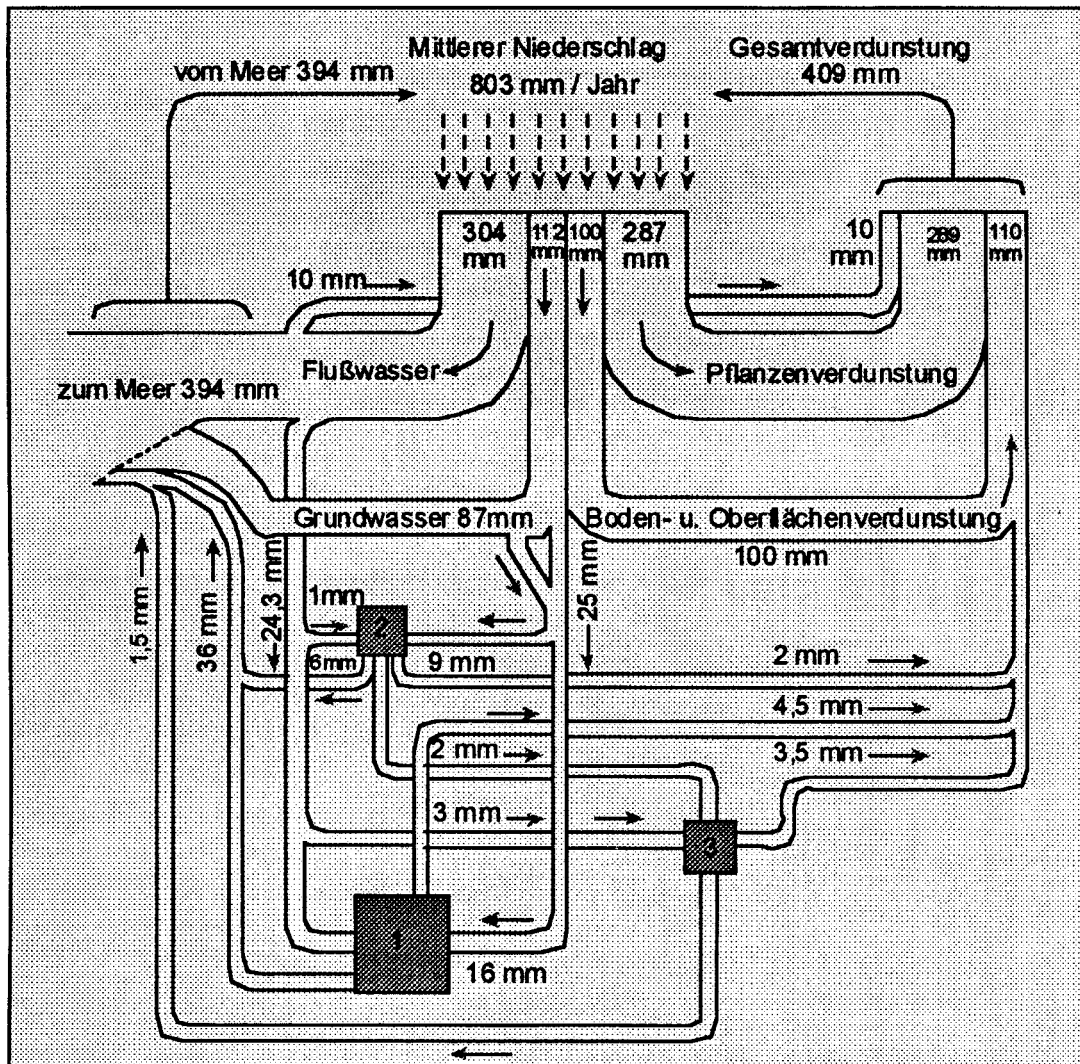 Mittlerer Niederschlag
803 mm / Jahr
Gesamtverdunstung
409 mm
vom Meer 394 mm
304
mm
112
mm
100
mm
287
mm
10
mm
289
mm
110
mm
10 mm
Flußwasser
Pflanzenverdunstung
zum Meer 394 mm
Grundwasser 87mm
Boden- u. Oberflächenverdunstung
100 mm
1,5 mm
36 mm
24,3 mm
25 mm
1mm
2
6mm
9 mm
2 mm
4,5 mm
2 mm
3,5 mm
3 mm
3
1
16 mm